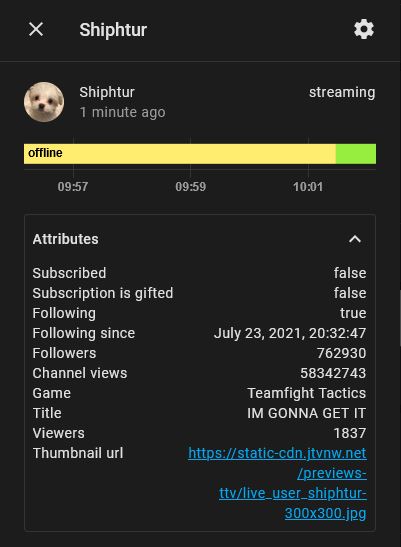 Shiphtur
Shiphtur streaming
1 minute ago
offline
09:57 09:59 10:01
Attributes
Subscribed false
Subscription is gifted false
Following true
Following since July 23, 2021, 20:32:47
Followers 762930
Channel views 58342743
Game Teamfight Tactics
Title IM GONNA GET IT
Viewers 1837
Thumbnail url https://static-cdn.jtvnw.net
/previews-
ttv/live_user_shiphtur-
300x300.jpg